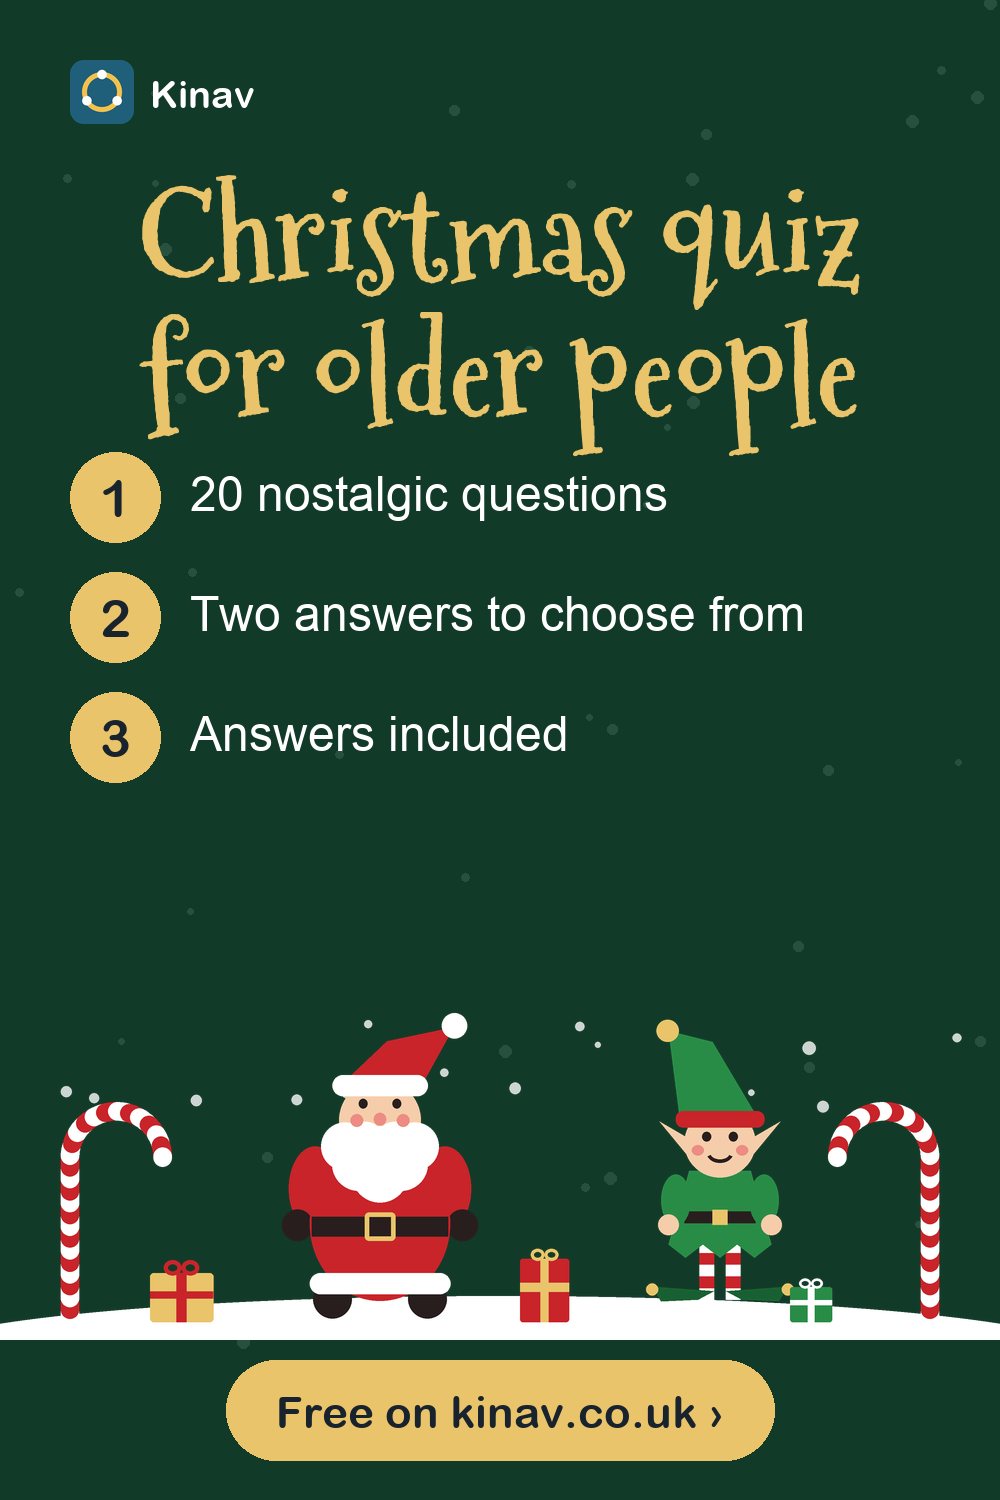 Kinav
Christmas quiz
for older people
1 20 nostalgic questions
2 Two answers to choose from
3 Answers included
Free on kinav.co.uk ›